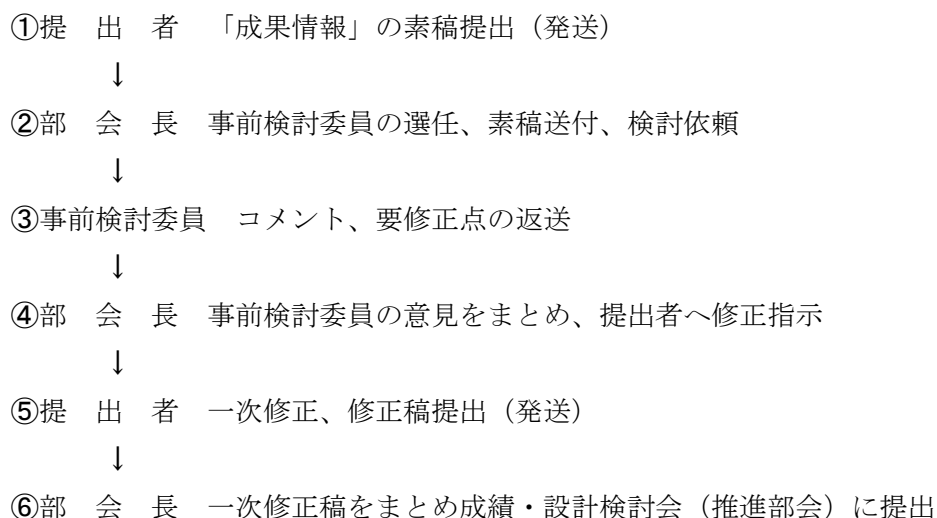 ①提　出　者　「成果情報」の素稿提出（発送）
↓
②部　会　長　事前検討委員の選任、素稿送付、検討依頼
↓
③事前検討委員　コメント、要修正点の返送
↓
④部　会　長　事前検討委員の意見をまとめ、提出者へ修正指示
↓
⑤提　出　者　一次修正、修正稿提出（発送）
↓
⑥部　会　長　一次修正稿をまとめ成績・設計検討会（推進部会）に提出